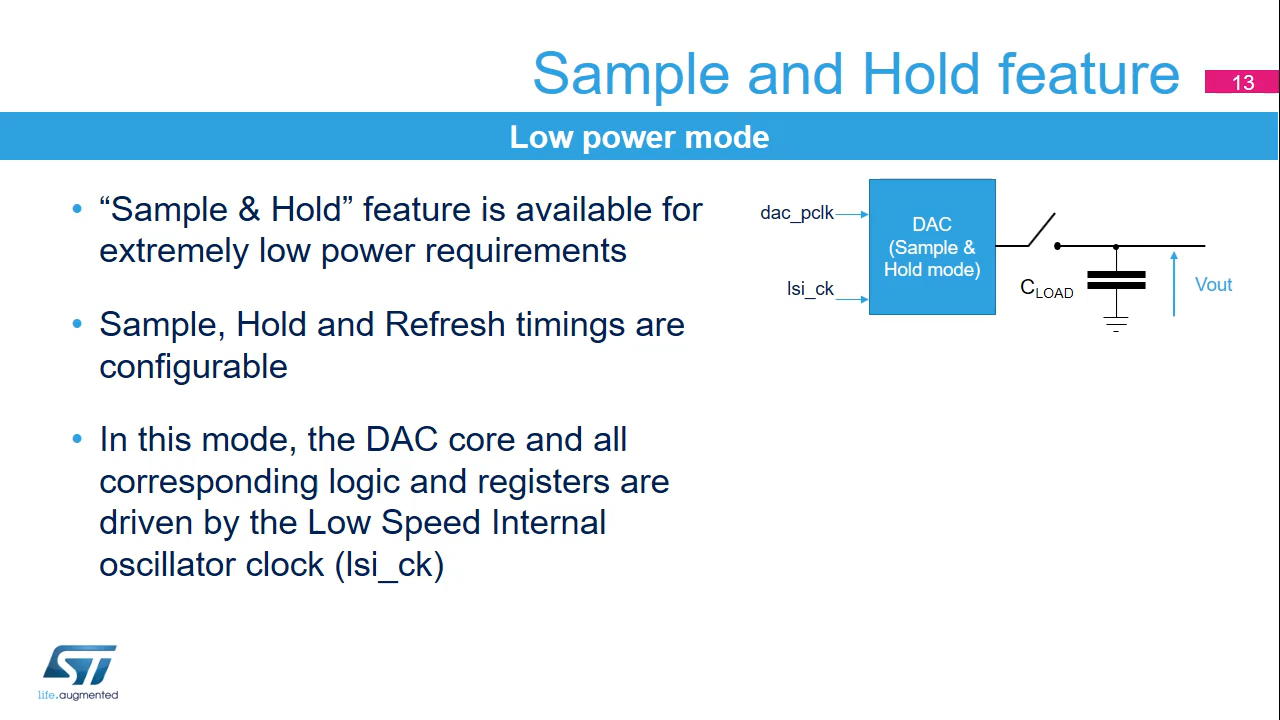 Sample and Hold feature
13
Low power mode
• “Sample & Hold” feature is available for
extremely low power requirements
• Sample, Hold and Refresh timings are
configurable
• In this mode, the DAC core and all
corresponding logic and registers are
driven by the Low Speed Internal
oscillator clock (lsi_ck)
dac_pclk
lsi_ck
DAC
(Sample &
Hold mode)
CLOAD
Vout
ST
life.augmented